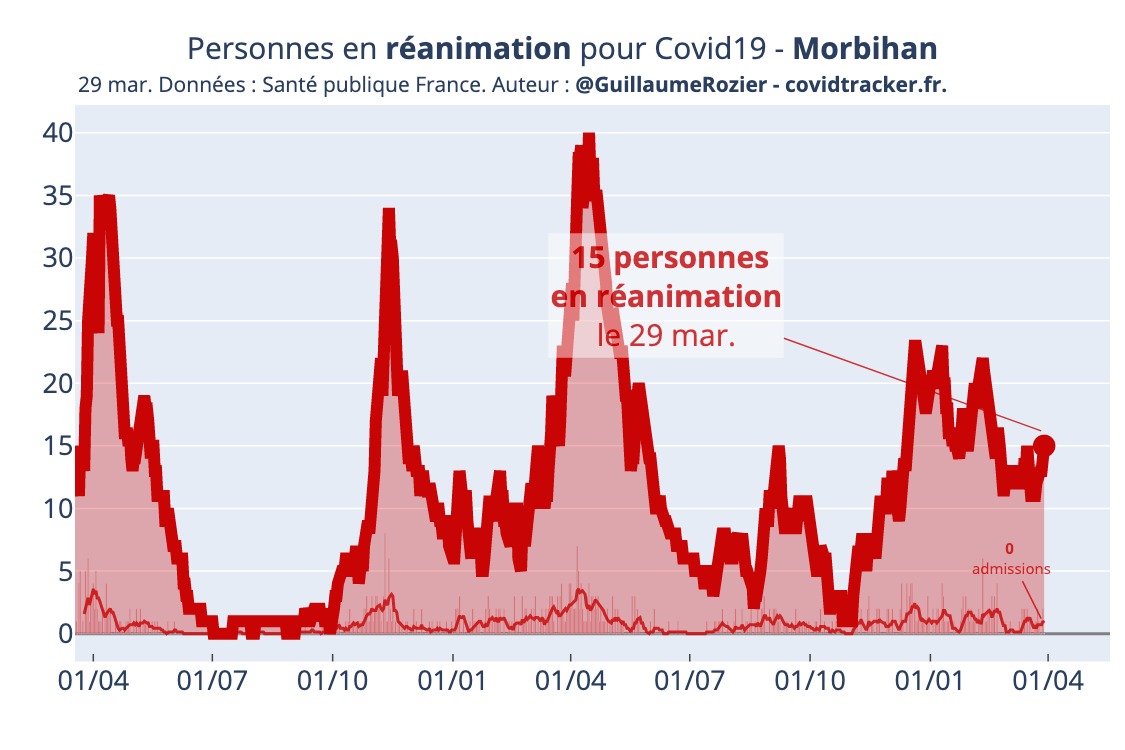 Personnes en réanimation pour Covid19 - Morbihan
29 mar. Données : Santé publique France. Auteur : @GuillaumeRozier - covidtracker.fr.
40
35
30
25
20
15
10
5
0
15 personnes
en réanimation
le 29 mar.
0
admissions
01/04 01/07 01/10 01/01 01/04 01/07 01/10 01/01 01/04